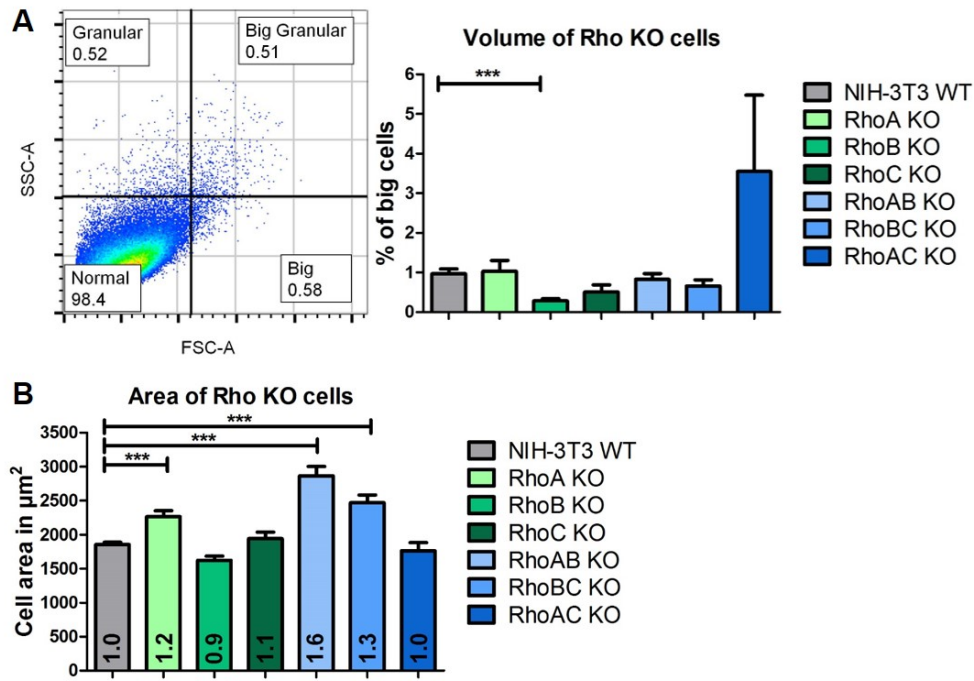 A
Granular
0.52
Big Granular
0.51
Normal
98.4
Big
0.58
SSC-A
FSC-A
Volume of Rho KO cells
% of big cells
6
5
4
3
2
1
0
***
NIH-3T3 WT
RhoA KO
RhoB KO
RhoC KO
RhoAB KO
RhoBC KO
RhoAC KO
B
Area of Rho KO cells
Cell area in µm²
3500
3000
2500
2000
1500
1000
500
0
***
***
***
1.0
1.2
0.9
1.1
1.6
1.3
1.0
NIH-3T3 WT
RhoA KO
RhoB KO
RhoC KO
RhoAB KO
RhoBC KO
RhoAC KO